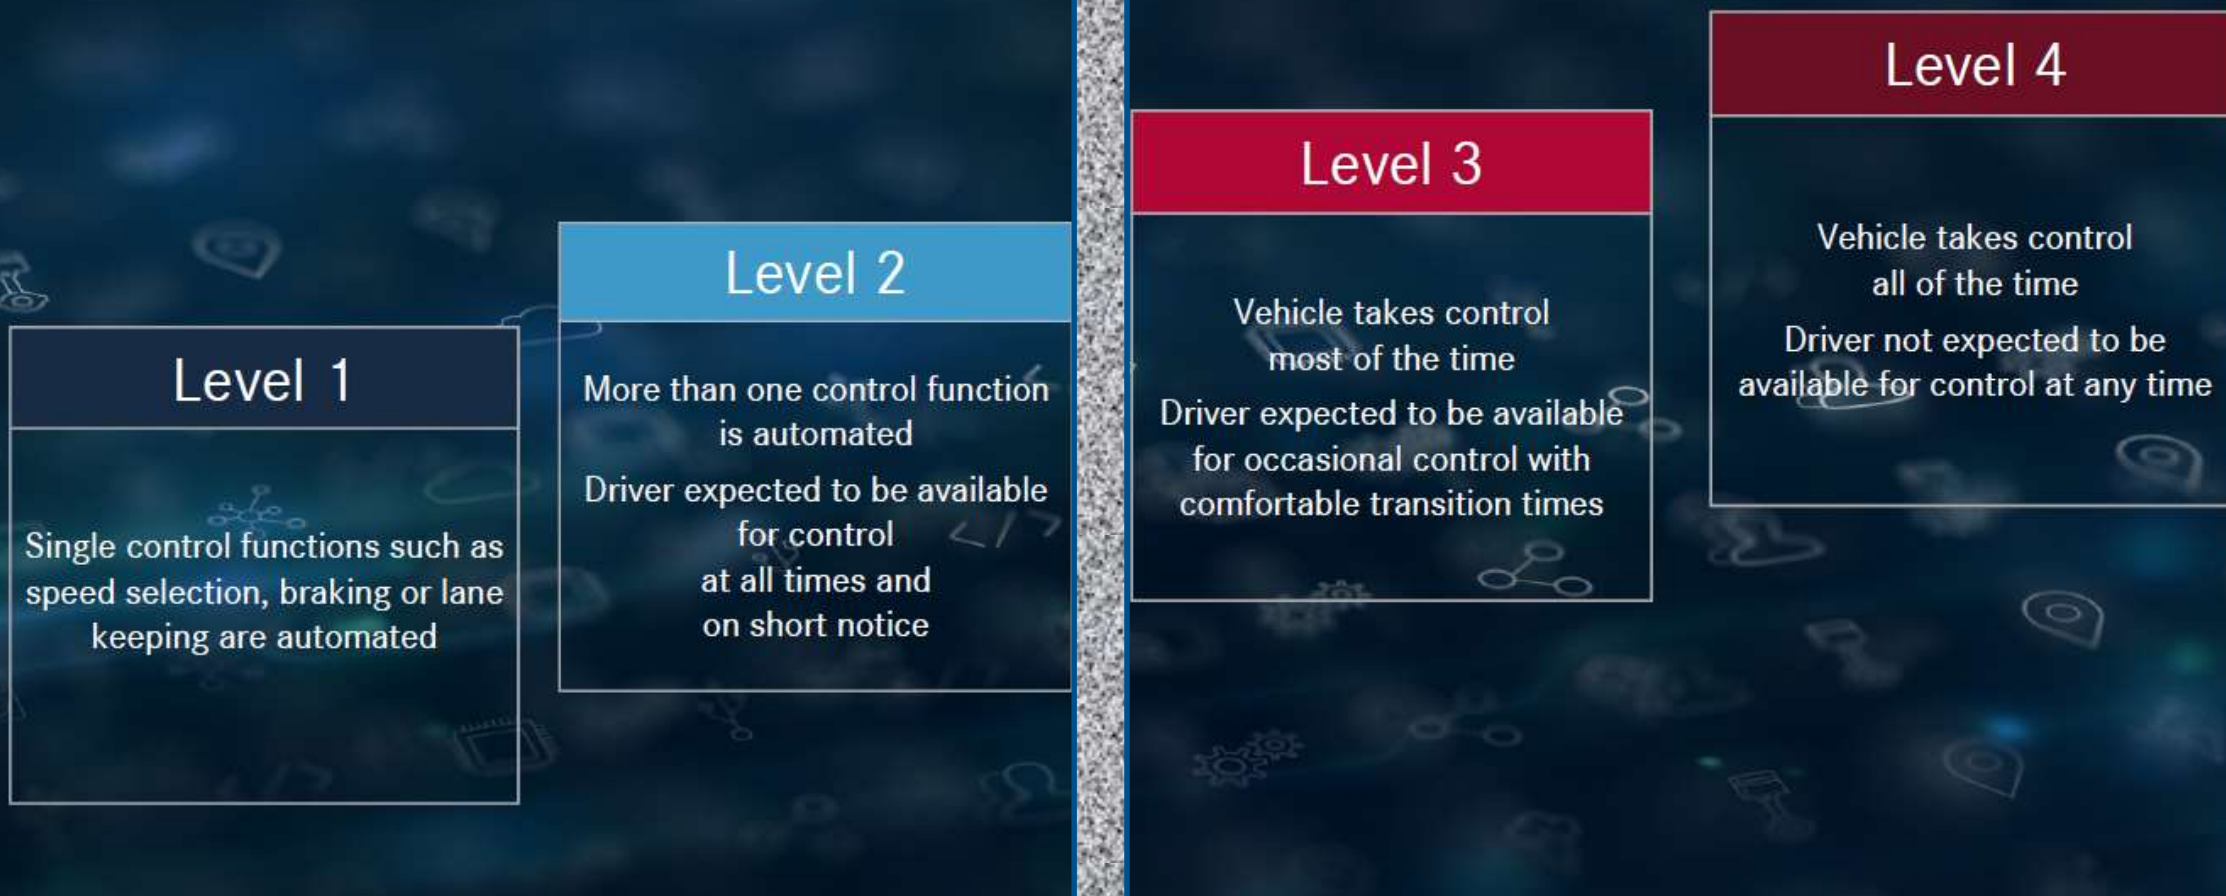 Level 1
Single control functions such as
speed selection, braking or lane
keeping are automated
Level 2
More than one control function
is automated
Driver expected to be available
for control
at all times and
on short notice
Level 3
Vehicle takes control
most of the time
Driver expected to be available
for occasional control with
comfortable transition times
Level 4
Vehicle takes control
all of the time
Driver not expected to be
available for control at any time